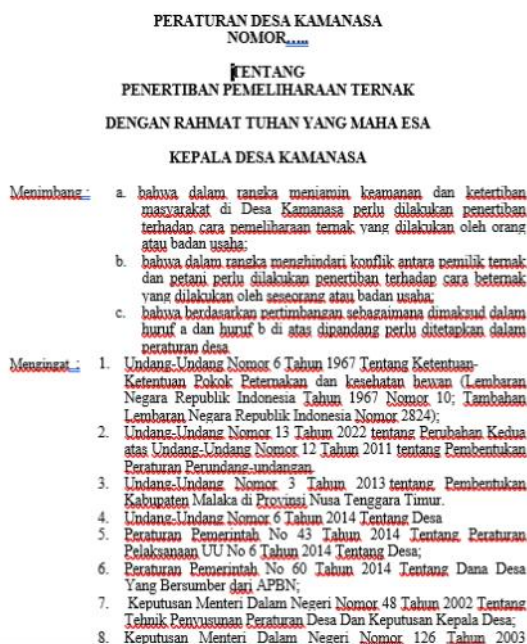 PERATURAN DESA KAMANASA
NOMOR.....
TENTANG
PENERTIBAN PEMELIHARAAN TERNAK
DENGAN RAHMAT TUHAN YANG MAHA ESA
KEPALA DESA KAMANASA
Menimbang : a. bahwa dalam rangka menjamin keamanan dan ketertiban
masyarakat di Desa Kamanasa perlu dilakukan penertiban
terhadap cara pemeliharaan ternak yang dilakukan oleh orang
atau badan usaha;
b. bahwa dalam rangka menghindari konflik antara pemilik ternak
dan petani perlu dilakukan penertiban terhadap cara beternak
yang dilakukan oleh seseorang atau badan usaha;
c. bahwa berdasarkan pertimbangan sebagaimana dimaksud dalam
huruf a dan huruf b di atas dipandang perlu ditetapkan dalam
peraturan desa
Mengingat : 1. Undang-Undang Nomor 6 Tahun 1967 Tentang Ketentuan-
Ketentuan Pokok Peternakan dan kesehatan hewan (Lembaran
Negara Republik Indonesia Tahun 1967 Nomor 10; Tambahan
Lembaran Negara Republik Indonesia Nomor 2824);
2. Undang-Undang Nomor 13 Tahun 2022 tentang Perubahan Kedua
atas Undang-Undang Nomor 12 Tahun 2011 tentang Pembentukan
Peraturan Perundang-undangan.
3. Undang-Undang Nomor 3 Tahun 2013 tentang Pembentukan
Kabupaten Malaka di Provinsi Nusa Tenggara Timur.
4. Undang-Undang Nomor 6 Tahun 2014 Tentang Desa
5. Peraturan Pemerintah No 43 Tahun 2014 Tentang Peraturan
Pelaksanaan UU No 6 Tahun 2014 Tentang Desa;
6. Peraturan Pemerintah No 60 Tahun 2014 Tentang Dana Desa
Yang Bersumber dari APBN;
7. Keputusan Menteri Dalam Negeri Nomor 48 Tahun 2002 Tentang
Tehnik Penyusunan Peraturan Desa Dan Keputusan Kepala Desa;
8. Keputusan Menteri Dalam Negeri Nomor 126 Tahun 2003